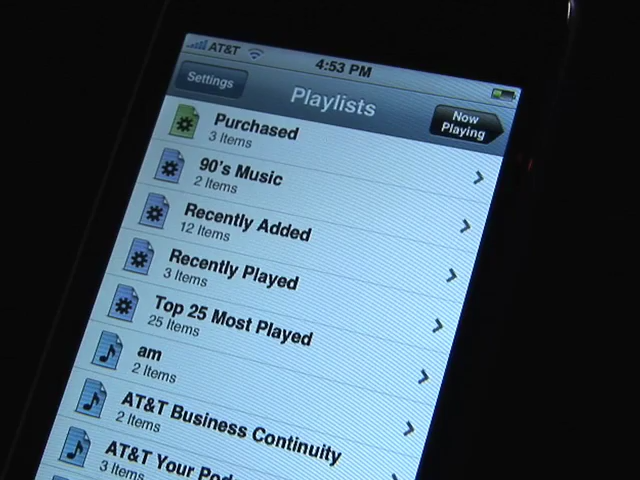 AT&T
4:53 PM
Settings
Playlists
Now
Playing
Purchased
3 Items
90's Music
2 Items
Recently Added
12 Items
Recently Played
3 Items
Top 25 Most Played
25 Items
am
2 Items
AT&T Business Continuity
2 Items
AT&T Your Pod
3 Items